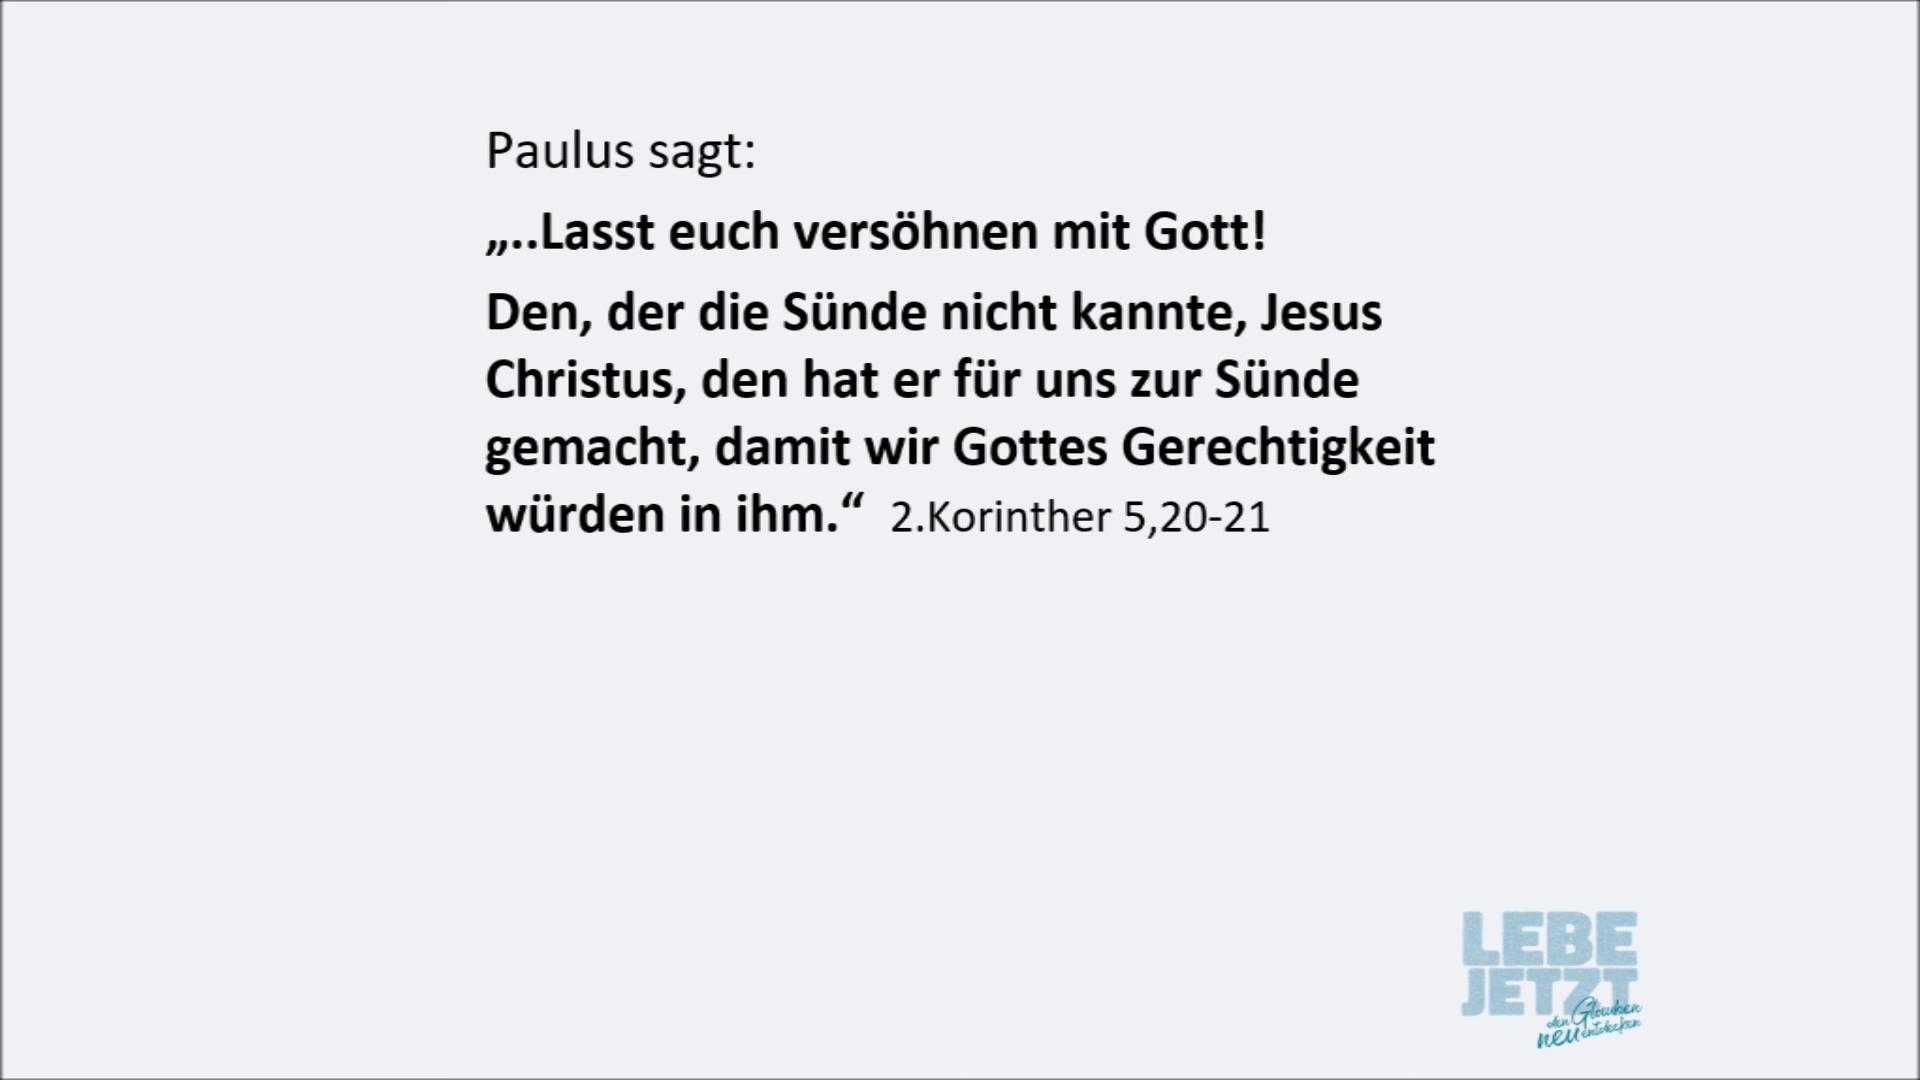 Paulus sagt:
„..Lasst euch versöhnen mit Gott!
Den, der die Sünde nicht kannte, Jesus
Christus, den hat er für uns zur Sünde
gemacht, damit wir Gottes Gerechtigkeit
würden in ihm.“ 2.Korinther 5,20-21
LEBE
JETZT
den Glauben
neu entdecken